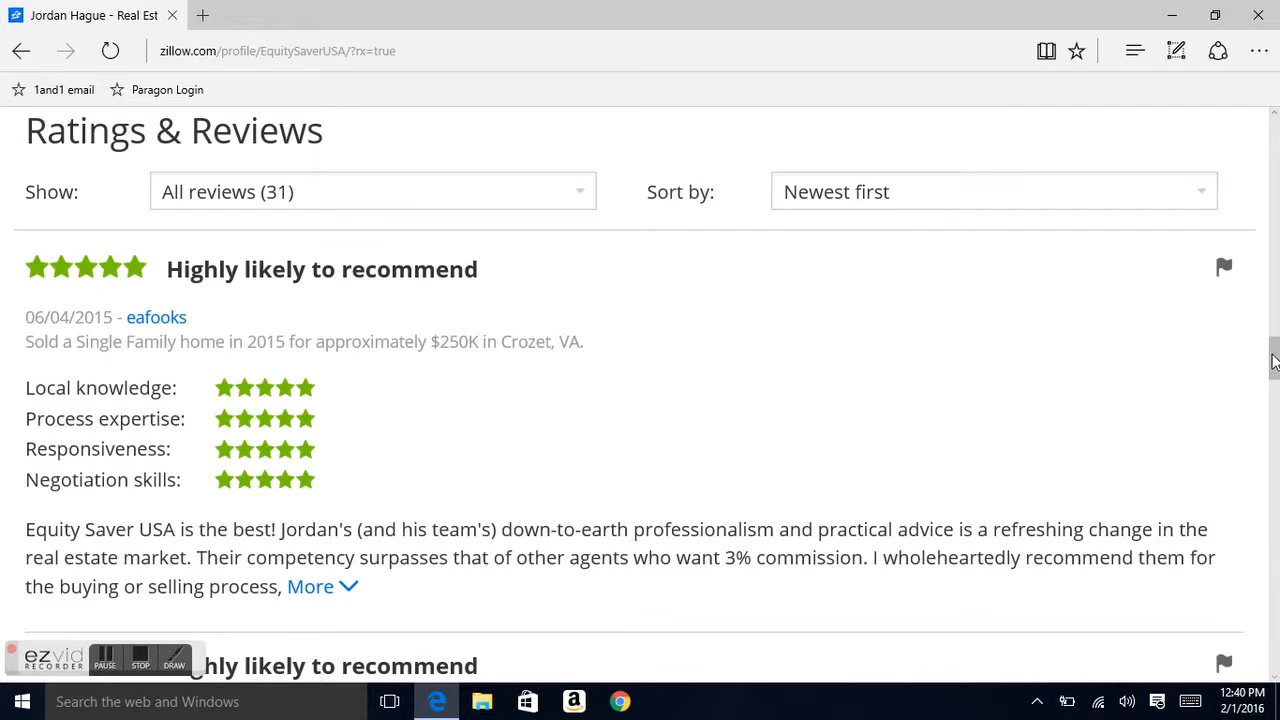 Jordan Hague - Real Est
zillow.com/profile/EquitySaverUSA/?rx=true
1and1 email Paragon Login
Ratings & Reviews
Show: All reviews (31) Sort by: Newest first
Highly likely to recommend
06/04/2015 - eafooks
Sold a Single Family home in 2015 for approximately $250K in Crozet, VA.
Local knowledge:
Process expertise:
Responsiveness:
Negotiation skills:
Equity Saver USA is the best! Jordan's (and his team's) down-to-earth professionalism and practical advice is a refreshing change in the
real estate market. Their competency surpasses that of other agents who want 3% commission. I wholeheartedly recommend them for
the buying or selling process, More
ezvid
RECORDER PAUSE STOP DRAW
hly likely to recommend
Search the web and Windows
12:40 PM
2/1/2016